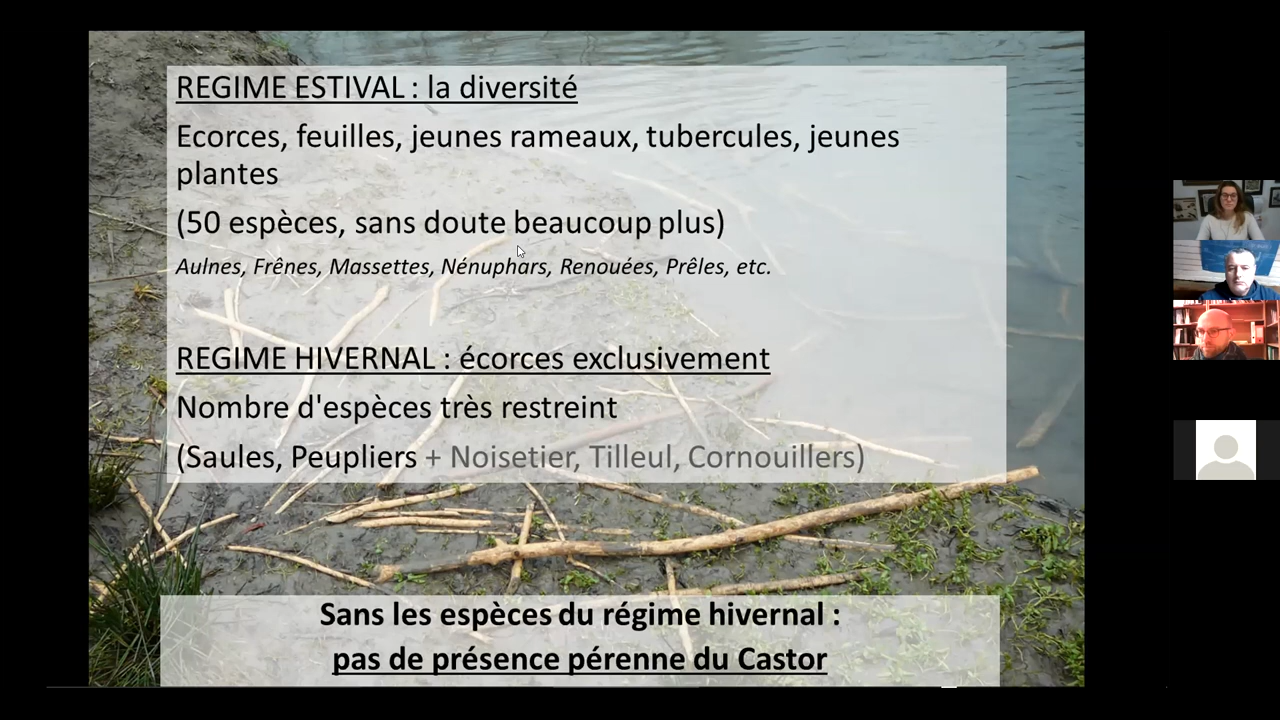 REGIME ESTIVAL : la diversité
Ecorces, feuilles, jeunes rameaux, tubercules, jeunes
plantes
(50 espèces, sans doute beaucoup plus)
Aulnes, Frênes, Massettes, Nénuphars, Renouées, Prêles, etc.
REGIME HIVERNAL : écorces exclusivement
Nombre d'espèces très restreint
(Saules, Peupliers + Noisetier, Tilleul, Cornouillers)
Sans les espèces du régime hivernal :
pas de présence pérenne du Castor